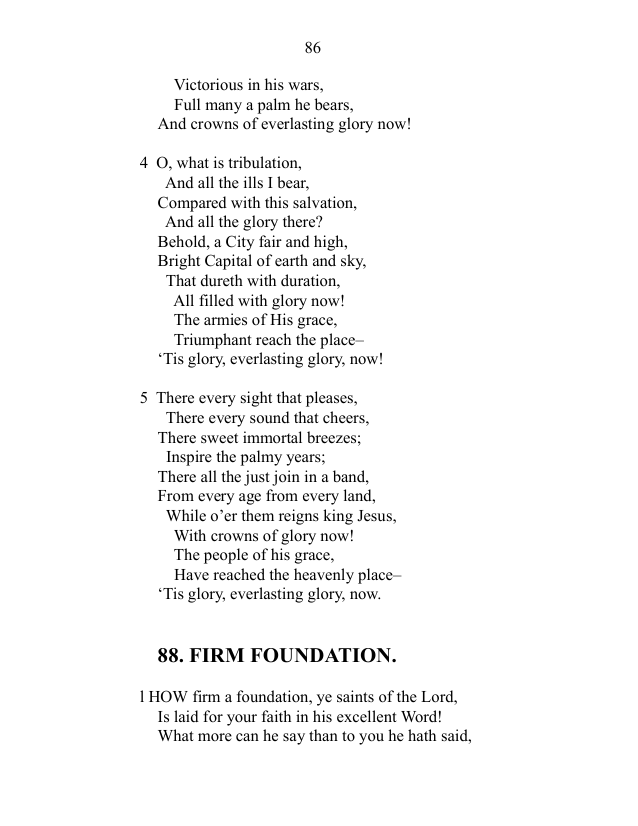 86
Victorious in his wars,
Full many a palm he bears,
And crowns of everlasting glory now!
4 O, what is tribulation,
And all the ills I bear,
Compared with this salvation,
And all the glory there?
Behold, a City fair and high,
Bright Capital of earth and sky,
That dureth with duration,
All filled with glory now!
The armies of His grace,
Triumphant reach the place–
‘Tis glory, everlasting glory, now!
5 There every sight that pleases,
There every sound that cheers,
There sweet immortal breezes;
Inspire the palmy years;
There all the just join in a band,
From every age from every land,
While o’er them reigns king Jesus,
With crowns of glory now!
The people of his grace,
Have reached the heavenly place–
‘Tis glory, everlasting glory, now.
88. FIRM FOUNDATION.
l HOW firm a foundation, ye saints of the Lord,
Is laid for your faith in his excellent Word!
What more can he say than to you he hath said,